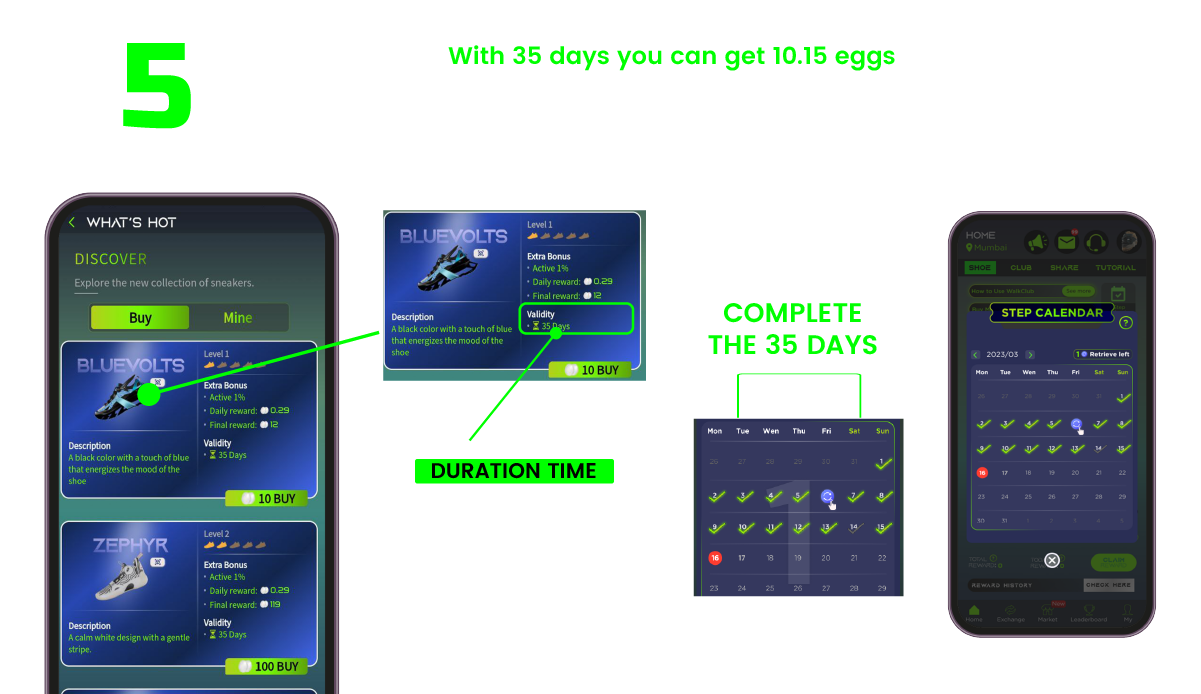 5
With 35 days you can get 10.15 eggs
WHAT'S HOT
DISCOVER
Explore the new collection of sneakers.
Buy
Mine
BLUEVOLTS
Level 1
Extra Bonus
• Active 1%
• Daily reward: 0.29
• Final reward: 12
Validity
• 35 Days
Description
A black color with a touch of blue
that energizes the mood of the
shoe
10 BUY
ZEPHYR
Level 2
Extra Bonus
• Active 1%
• Daily reward: 0.29
• Final reward: 119
Validity
• 35 Days
Description
A calm white design with a gentle
stripe.
100 BUY
BLUEVOLTS
Level 1
Extra Bonus
• Active 1%
• Daily reward: 0.29
• Final reward: 12
Validity
• 35 Days
Description
A black color with a touch of blue
that energizes the mood of the
shoe
10 BUY
DURATION TIME
COMPLETE
THE 35 DAYS
Mon Tue Wen Thu Fri Sat Sun
26 27 28 29 30 31 1
2 3 4 5 7 8
9 10 11 12 13 14 15
16 17 18 19 20 21 22
23 24 25 26 27 28 29
1
HOME
Mumbai
SHOE CLUB SHARE TUTORIAL
How to Use WalkClub
See more
STEP CALENDAR
?
2023/03
1 Retrieve left
Mon Tue Wen Thu Fri Sat Sun
26 27 28 29 30 31 1
2 3 4 5 7 8
9 10 11 12 13 14 15
16 17 18 19 20 21 22
23 24 25 26 27 28 29
30 31 1 2 3 4 5
TOTAL
REWARDS
CLAIM
REWARD HISTORY
CHECK HERE
Home Exchange Market Leaderboard My